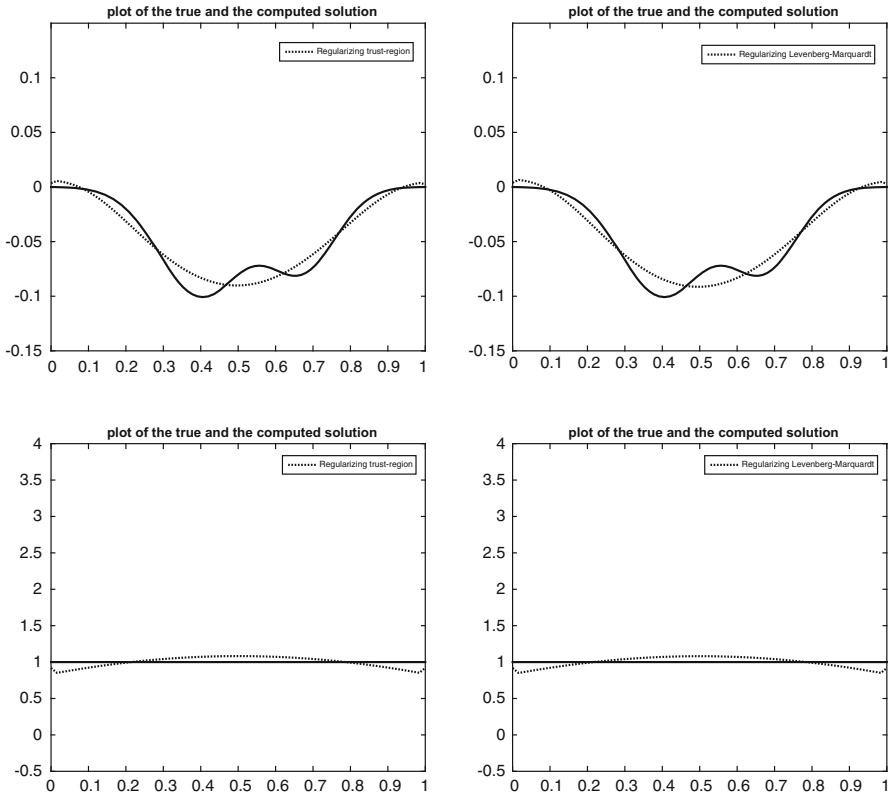 plot of the true and the computed solution
Regularizing trust-region
0.1
0.05
0
-0.05
-0.1
-0.15
0 0.1 0.2 0.3 0.4 0.5 0.6 0.7 0.8 0.9 1
plot of the true and the computed solution
Regularizing Levenberg-Marquardt
0.1
0.05
0
-0.05
-0.1
-0.15
0 0.1 0.2 0.3 0.4 0.5 0.6 0.7 0.8 0.9 1
plot of the true and the computed solution
Regularizing trust-region
4
3.5
3
2.5
2
1.5
1
0.5
0
-0.5
0 0.1 0.2 0.3 0.4 0.5 0.6 0.7 0.8 0.9 1
plot of the true and the computed solution
Regularizing Levenberg-Marquardt
4
3.5
3
2.5
2
1.5
1
0.5
0
-0.5
0 0.1 0.2 0.3 0.4 0.5 0.6 0.7 0.8 0.9 1